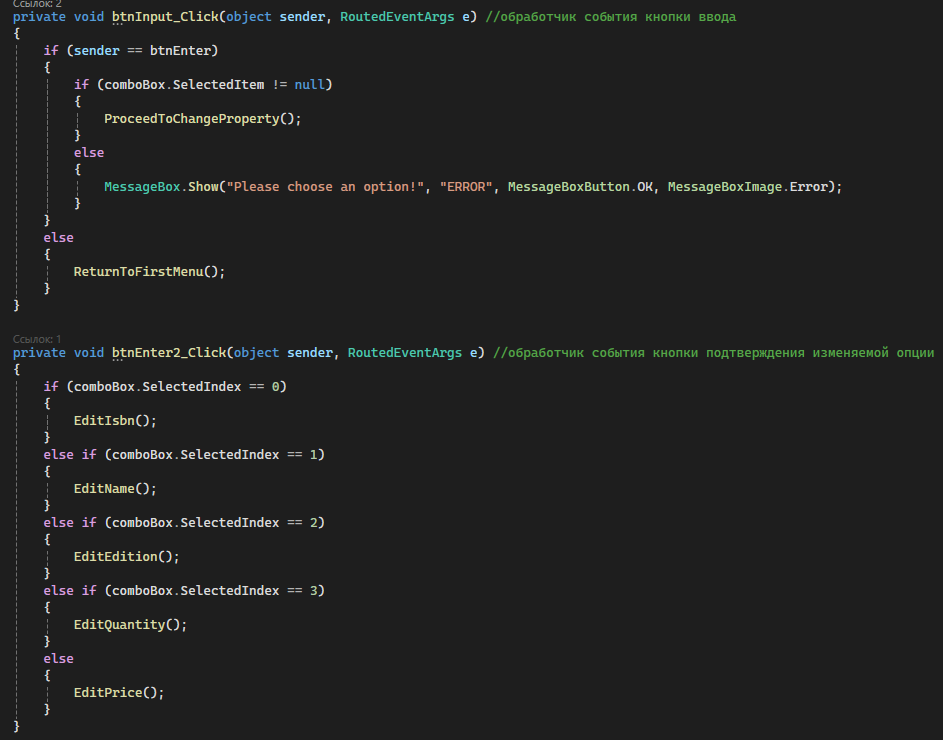 Ссылок: 2
private void btnInput_Click(object sender, RoutedEventArgs e) //обработчик события кнопки ввода
{
    if (sender == btnEnter)
    {
        if (comboBox.SelectedItem != null)
        {
            ProceedToChangeProperty();
        }
        else
        {
            MessageBox.Show("Please choose an option!", "ERROR", MessageBoxButton.OK, MessageBoxImage.Error);
        }
    }
    else
    {
        ReturnToFirstMenu();
    }
}
Ссылок: 1
private void btnEnter2_Click(object sender, RoutedEventArgs e) //обработчик события кнопки подтверждения изменяемой опции
{
    if (comboBox.SelectedIndex == 0)
    {
        EditIsbn();
    }
    else if (comboBox.SelectedIndex == 1)
    {
        EditName();
    }
    else if (comboBox.SelectedIndex == 2)
    {
        EditEdition();
    }
    else if (comboBox.SelectedIndex == 3)
    {
        EditQuantity();
    }
    else
    {
        EditPrice();
    }
}